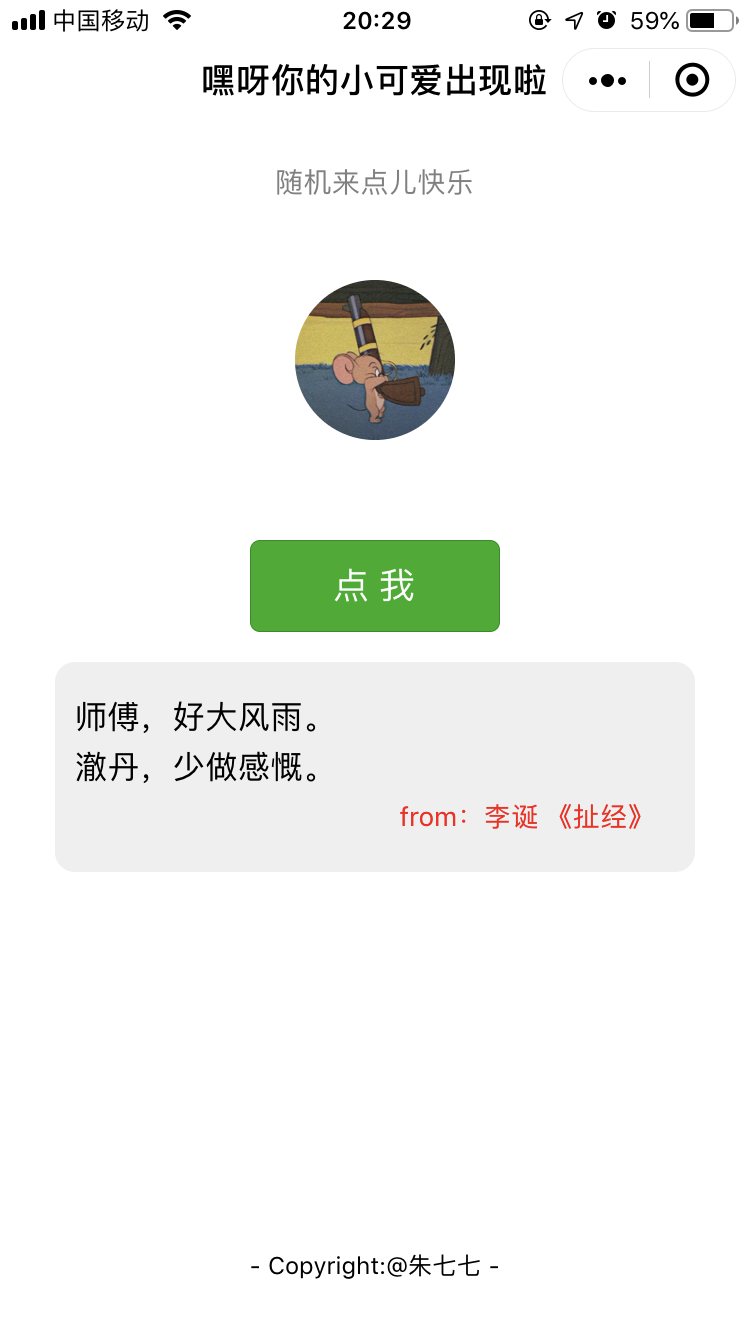 中国移动
20:29
59%
嘿呀你的小可爱出现啦
随机来点儿快乐
点 我
师傅，好大风雨。
澈丹，少做感慨。
from：李诞 《扯经》
- Copyright:@朱七七 -